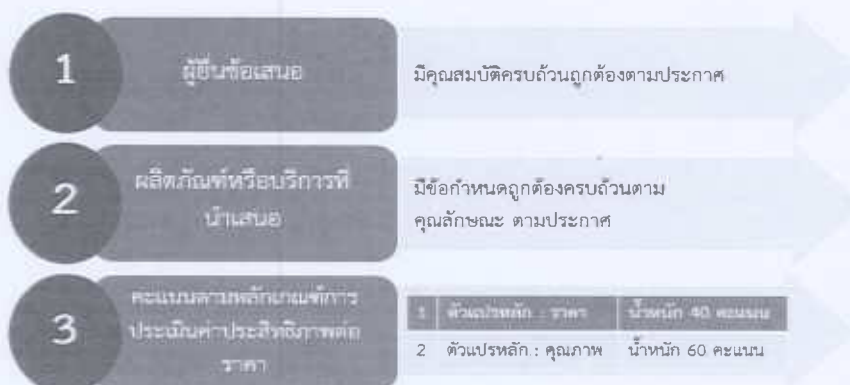 1
ผู้ยื่นข้อเสนอ
มีคุณสมบัติครบถ้วนถูกต้องตามประกาศ
2
ผลิตภัณฑ์หรือบริการที่
นำเสนอ
มีข้อกำหนดถูกต้องครบถ้วนตาม
คุณลักษณะ ตามประกาศ
3
คะแนนตามหลักเกณฑ์การ
ประเมินค่าประสิทธิภาพต่อ
ราคา
1 ตัวแปรหลัก : ราคา น้ำหนัก 40 คะแนน
2 ตัวแปรหลัก : คุณภาพ น้ำหนัก 60 คะแนน